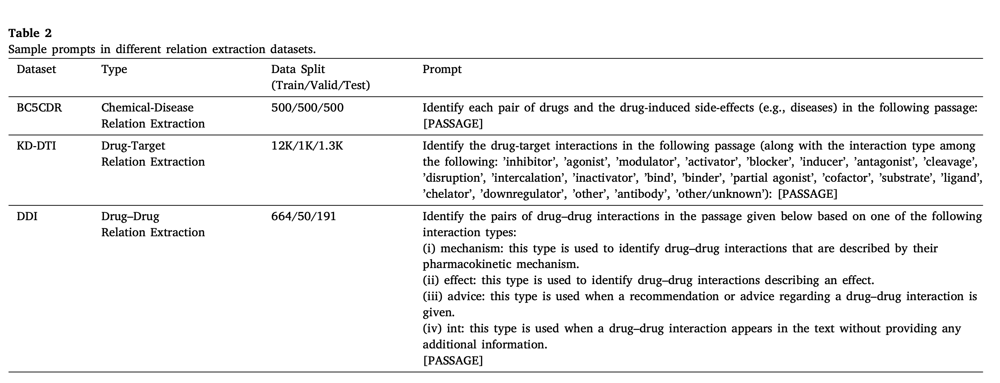 Table 2
Sample prompts in different relation extraction datasets.
Dataset Type Data Split Prompt
(Train/Valid/Test)
BC5CDR Chemical-Disease 500/500/500 Identify each pair of drugs and the drug-induced side-effects (e.g., diseases) in the following passage:
Relation Extraction [PASSAGE]
KD-DTI Drug-Target 12K/1K/1.3K Identify the drug-target interactions in the following passage (along with the interaction type among
Relation Extraction the following: ’inhibitor’, ’agonist’, ’modulator’, ’activator’, ’blocker’, ’inducer’, ’antagonist’, ’cleavage’,
’disruption’, ’intercalation’, ’inactivator’, ’bind’, ’binder’, ’partial agonist’, ’cofactor’, ’substrate’, ’ligand’,
’chelator’, ’downregulator’, ’other’, ’antibody’, ’other/unknown’): [PASSAGE]
DDI Drug–Drug 664/50/191 Identify the pairs of drug–drug interactions in the passage given below based on one of the following
Relation Extraction interaction types:
(i) mechanism: this type is used to identify drug–drug interactions that are described by their
pharmacokinetic mechanism.
(ii) effect: this type is used to identify drug–drug interactions describing an effect.
(iii) advice: this type is used when a recommendation or advice regarding a drug–drug interaction is
given.
(iv) int: this type is used when a drug–drug interaction appears in the text without providing any
additional information.
[PASSAGE]